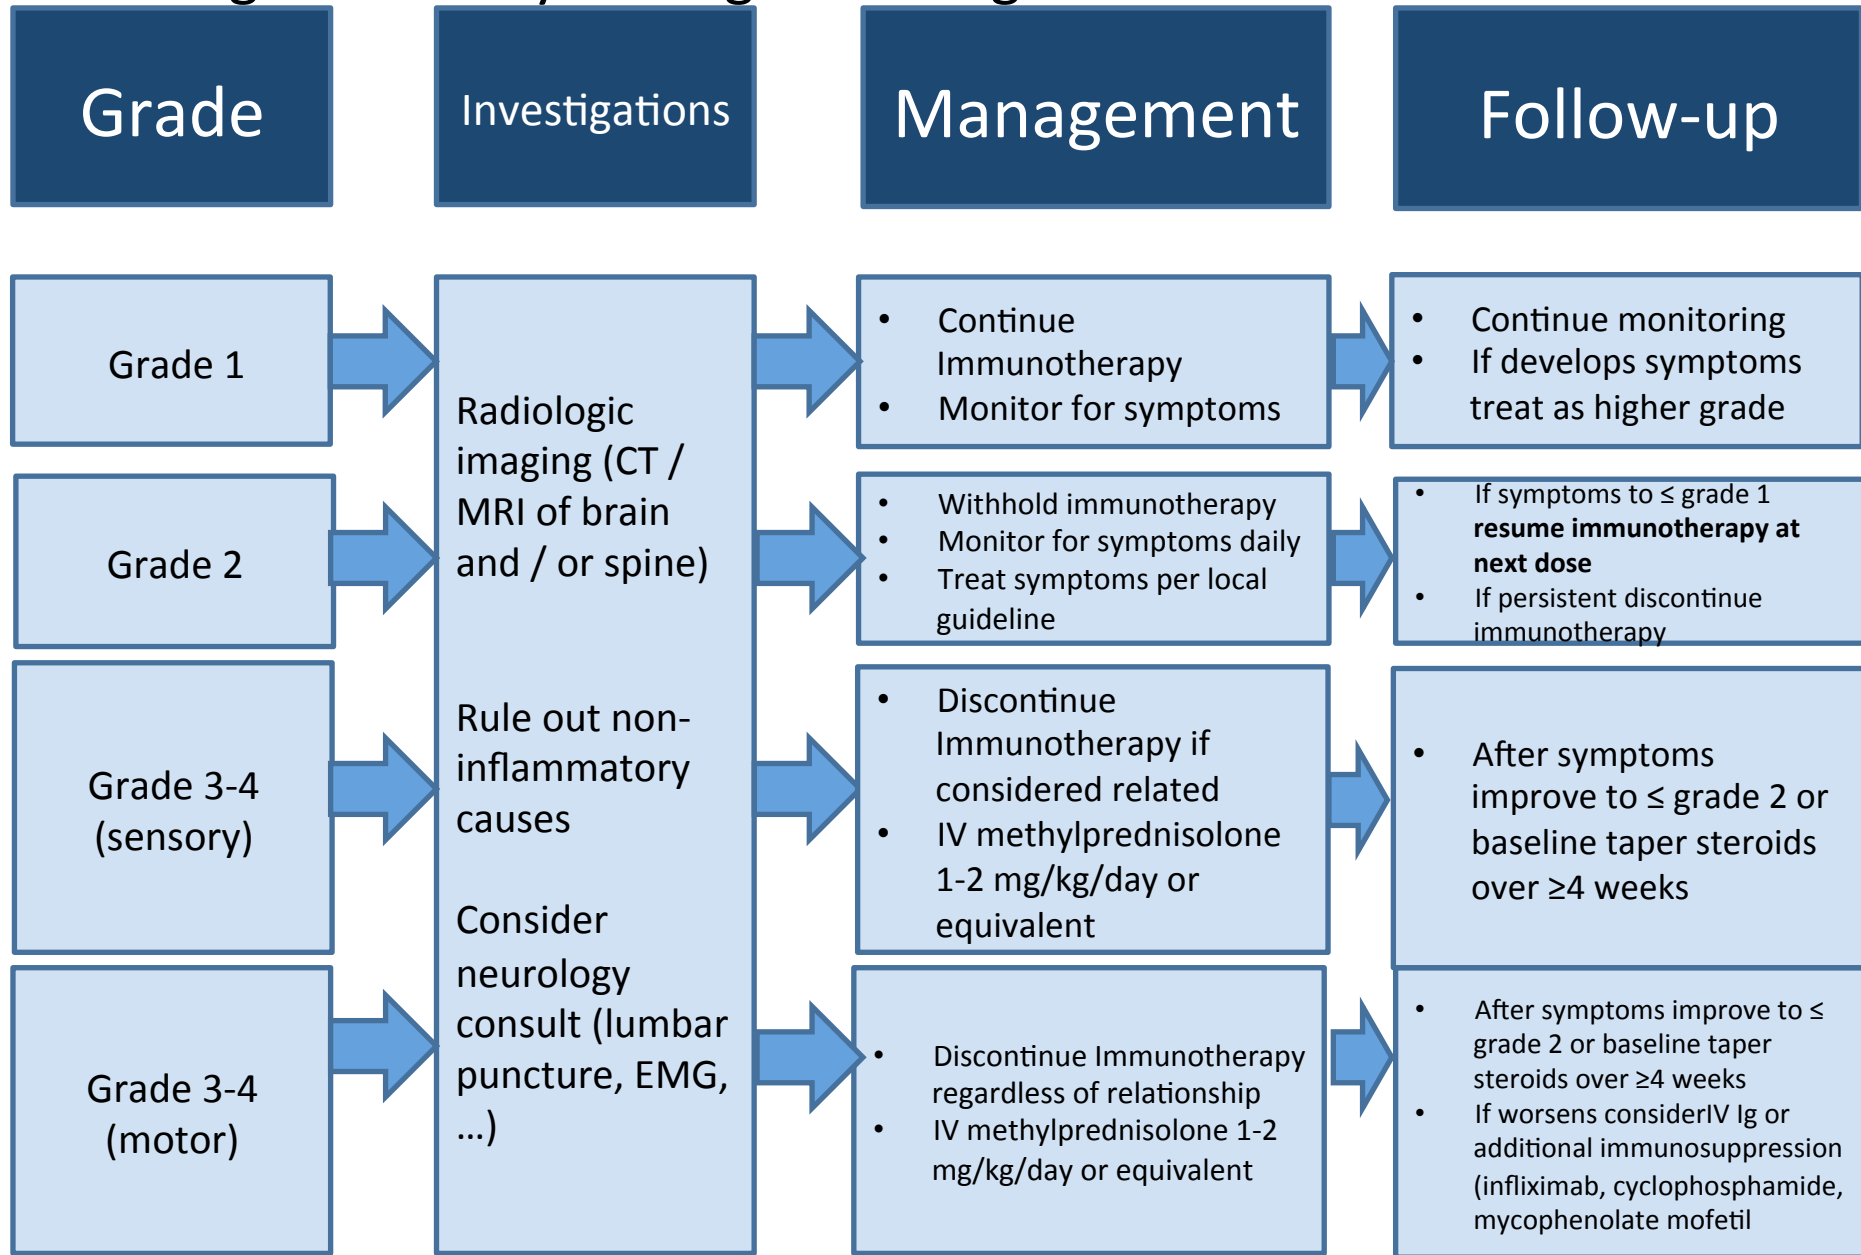 Grade
Investigations
Management
Follow-up
Grade 1
Grade 2
Grade 3-4
(sensory)
Grade 3-4
(motor)
Radiologic
imaging (CT /
MRI of brain
and / or spine)
Rule out non-
inflammatory
causes
Consider
neurology
consult (lumbar
puncture, EMG,
…)
• Continue
Immunotherapy
• Monitor for symptoms
• Continue monitoring
• If develops symptoms
treat as higher grade
• Withhold immunotherapy
• Monitor for symptoms daily
• Treat symptoms per local
guideline
• If symptoms to ≤ grade 1
resume immunotherapy at
next dose
• If persistent discontinue
immunotherapy
• Discontinue
Immunotherapy if
considered related
• IV methylprednisolone
1-2 mg/kg/day or
equivalent
• After symptoms
improve to ≤ grade 2 or
baseline taper steroids
over ≥4 weeks
• Discontinue Immunotherapy
regardless of relationship
• IV methylprednisolone 1-2
mg/kg/day or equivalent
• After symptoms improve to ≤
grade 2 or baseline taper
steroids over ≥4 weeks
• If worsens considerIV Ig or
additional immunosuppression
(infliximab, cyclophosphamide,
mycophenolate mofetil